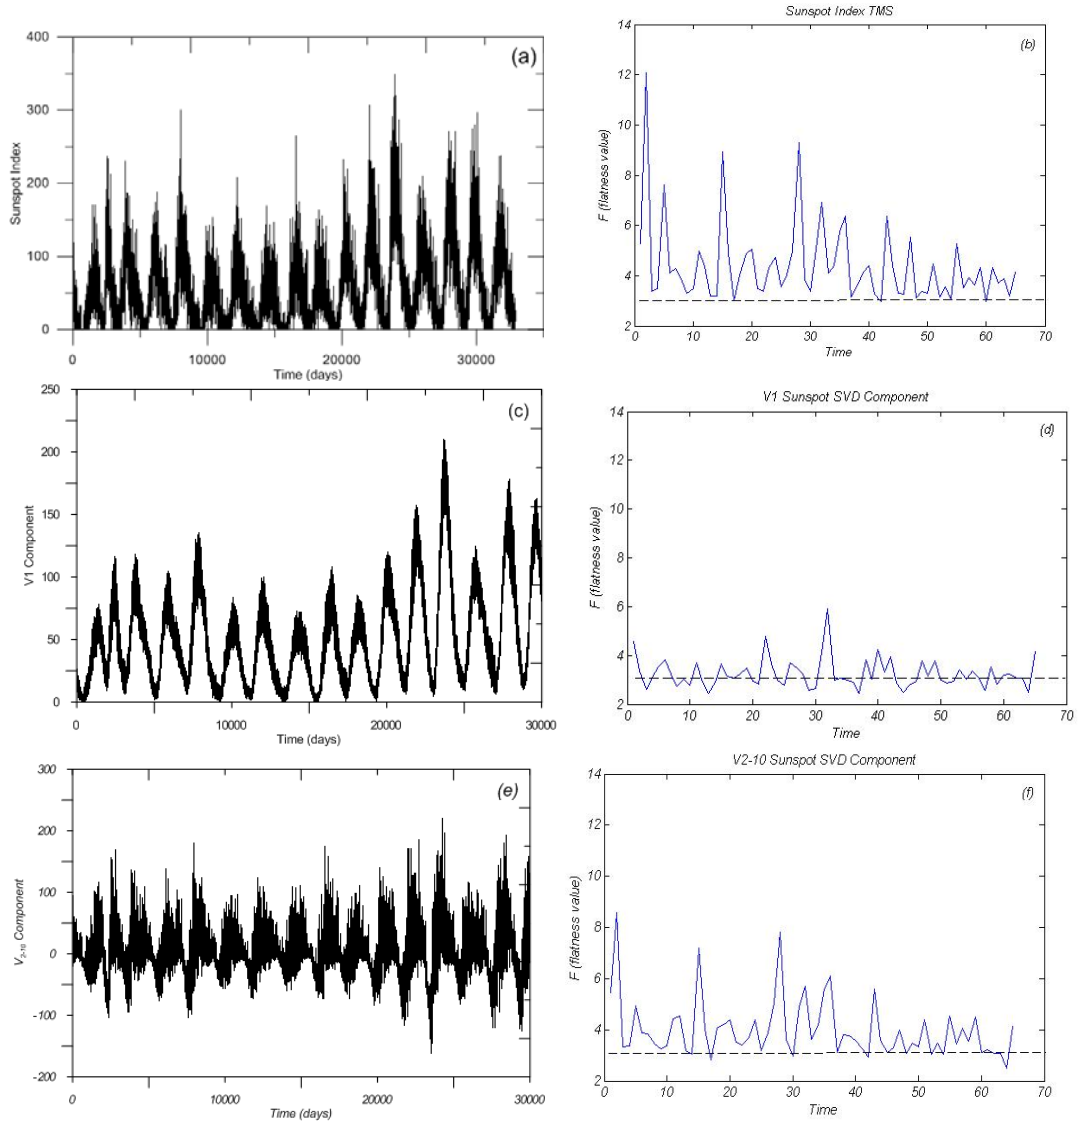 (a)
Sunspot Index
400
300
200
100
0
0 10000 20000 30000
Time (days)
Sunspot Index TMS
(b)
F (flatness value)
14
12
10
8
6
4
2
0 10 20 30 40 50 60 70
Time
(c)
V1 Component
250
200
150
100
50
0
0 10000 20000 30000
Time (days)
V1 Sunspot SVD Component
(d)
F (flatness value)
14
12
10
8
6
4
2
0 10 20 30 40 50 60 70
Time
(e)
V2-10 Component
300
200
100
0
-100
-200
0 10000 20000 30000
Time (days)
V2-10 Sunspot SVD Component
(f)
F (flatness value)
14
12
10
8
6
4
2
0 10 20 30 40 50 60 70
Time